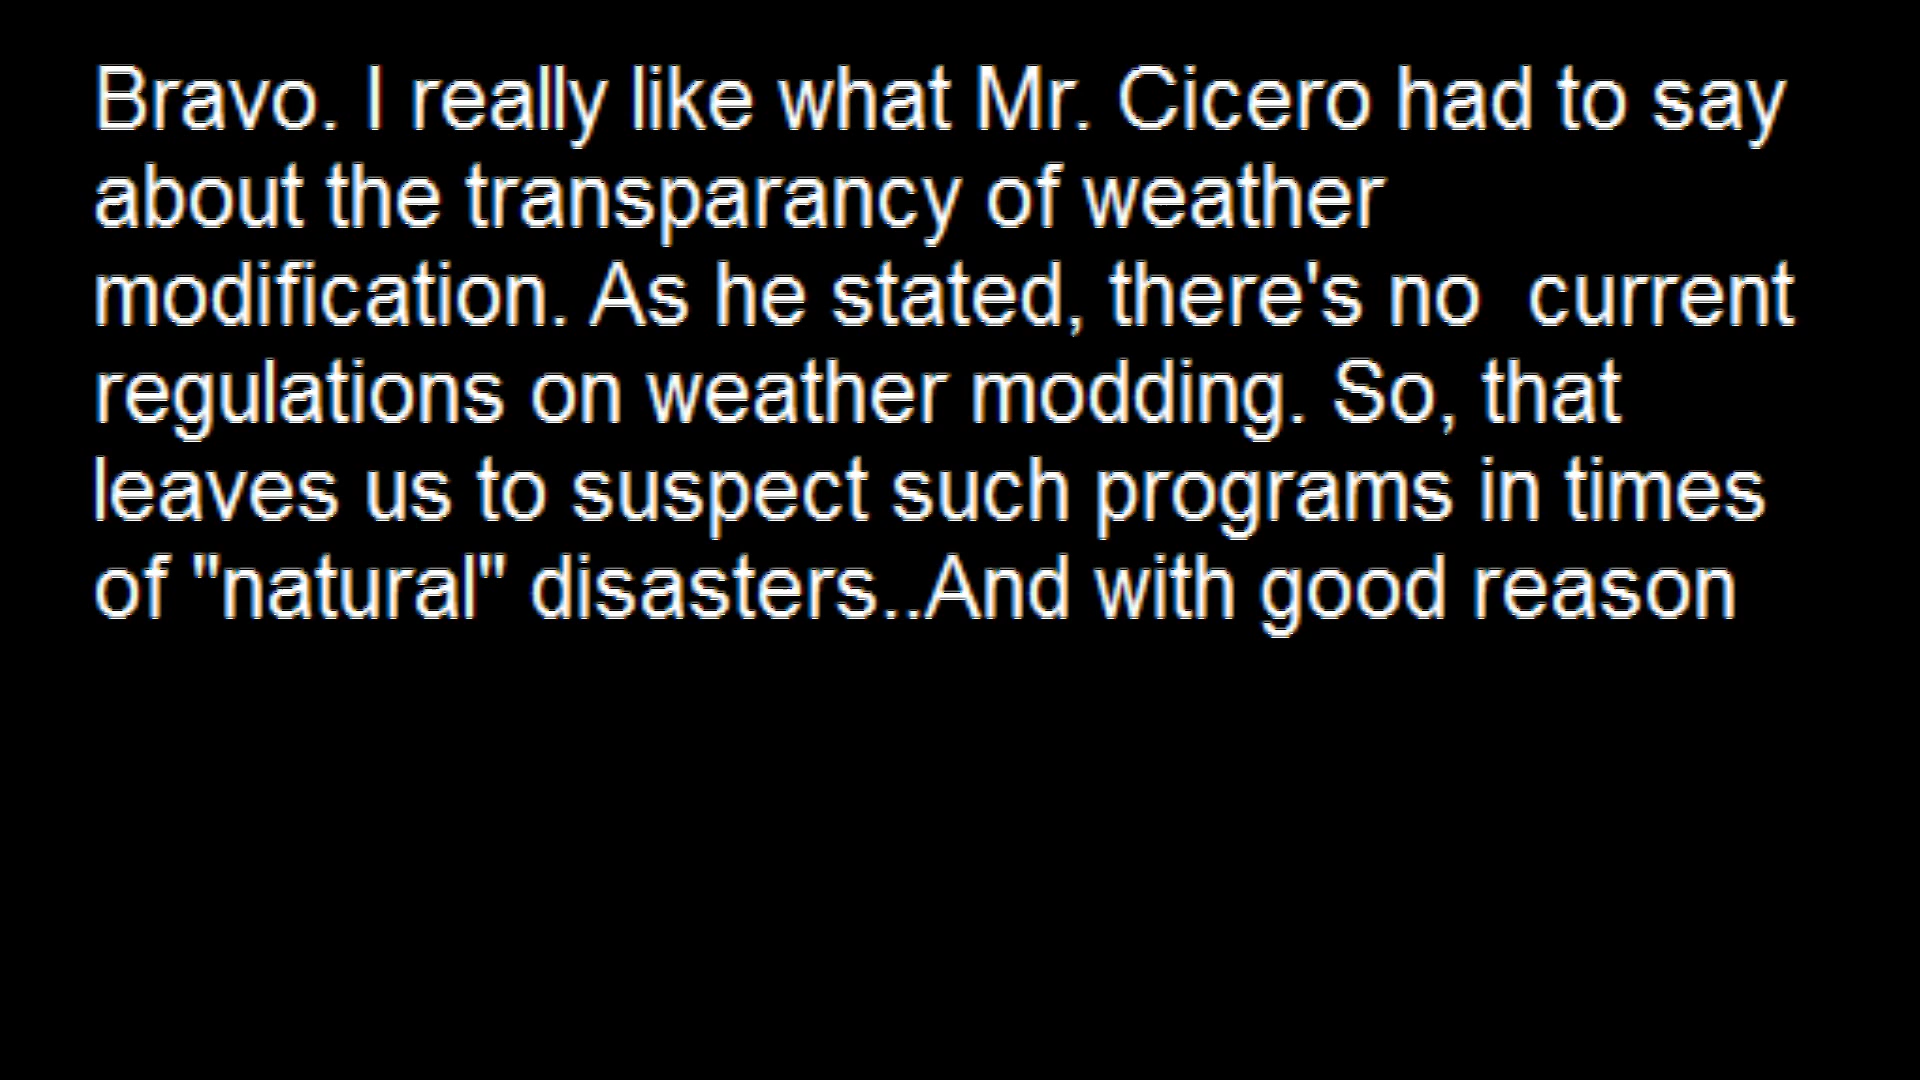 Bravo. I really like what Mr. Cicero had to say
about the transparancy of weather
modification. As he stated, there's no  current
regulations on weather modding. So, that
leaves us to suspect such programs in times
of "natural" disasters..And with good reason